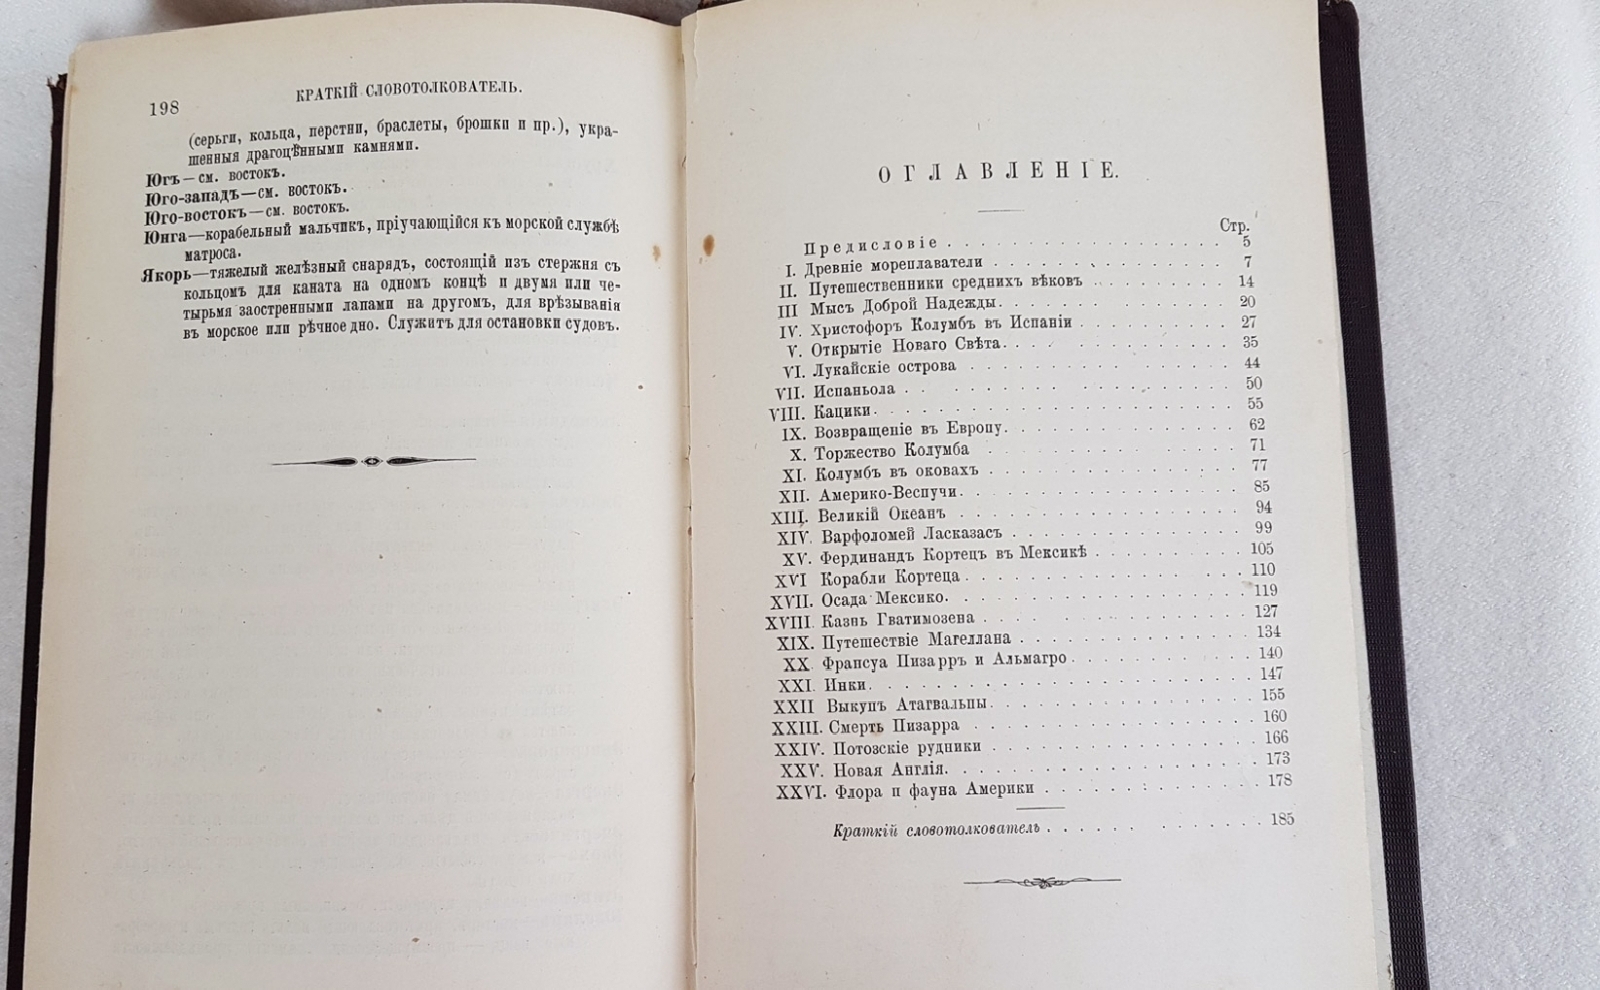 198
КРАТКІЙ СЛОВОТОЛКОВАТЕЛЬ.
(серьги, кольца, перстни, браслеты, брошки и пр.), укра-
шенныя драгоцѣнными камнями.
Югъ—см. востокъ.
Юго-западъ—см. востокъ.
Юго-востокъ—см. востокъ.
Юнга—корабельный мальчикъ, пріучающійся къ морской службѣ
матроса.
Якорь—тяжелый желѣзный снарядъ, состоящій изъ стержня съ
кольцомъ для каната на одномъ концѣ и двумя или че-
тырьмя заостренными лапами на другомъ, для врѣзыванія
въ морское или рѣчное дно. Служитъ для остановки судовъ.
ОГЛАВЛЕНІЕ.
Стр.
Предисловіе . . . 5
I. Древніе мореплаватели . . . 7
II. Путешественники среднихъ вѣковъ . . . 14
III Мысъ Доброй Надежды. . . . 20
IV. Христофоръ Колумбъ въ Испаніи . . . 27
V. Открытіе Новаго Свѣта. . . . 35
VI. Лукайскіе острова . . . 44
VII. Испаньола . . . 50
VIII. Кацики. . . . 55
IX. Возвращеніе въ Европу. . . . 62
X. Торжество Колумба . . . 71
XI. Колумбъ въ оковахъ . . . 77
XII. Америко-Веспучи. . . . 85
XIII. Великій Океанъ . . . 94
XIV. Варфоломей Ласказасъ . . . 99
XV. Фердинандъ Кортецъ въ Мексикѣ . . . 105
XVI Корабли Кортеца . . . 110
XVII. Осада Мексико. . . . 119
XVIII. Казнь Гватимозена . . . 127
XIX. Путешествіе Магеллана . . . 134
XX. Франсуа Пизарръ и Альмагро . . . 140
XXI. Инки. . . . 147
XXII Выкупъ Атагвальпы. . . . 155
XXIII. Смерть Пизарра . . . 160
XXIV. Потозскіе рудники . . . 166
XXV. Новая Англія. . . . 173
XXVI. Флора и фауна Америки . . . 178
Краткій словотолкователь . . . 185